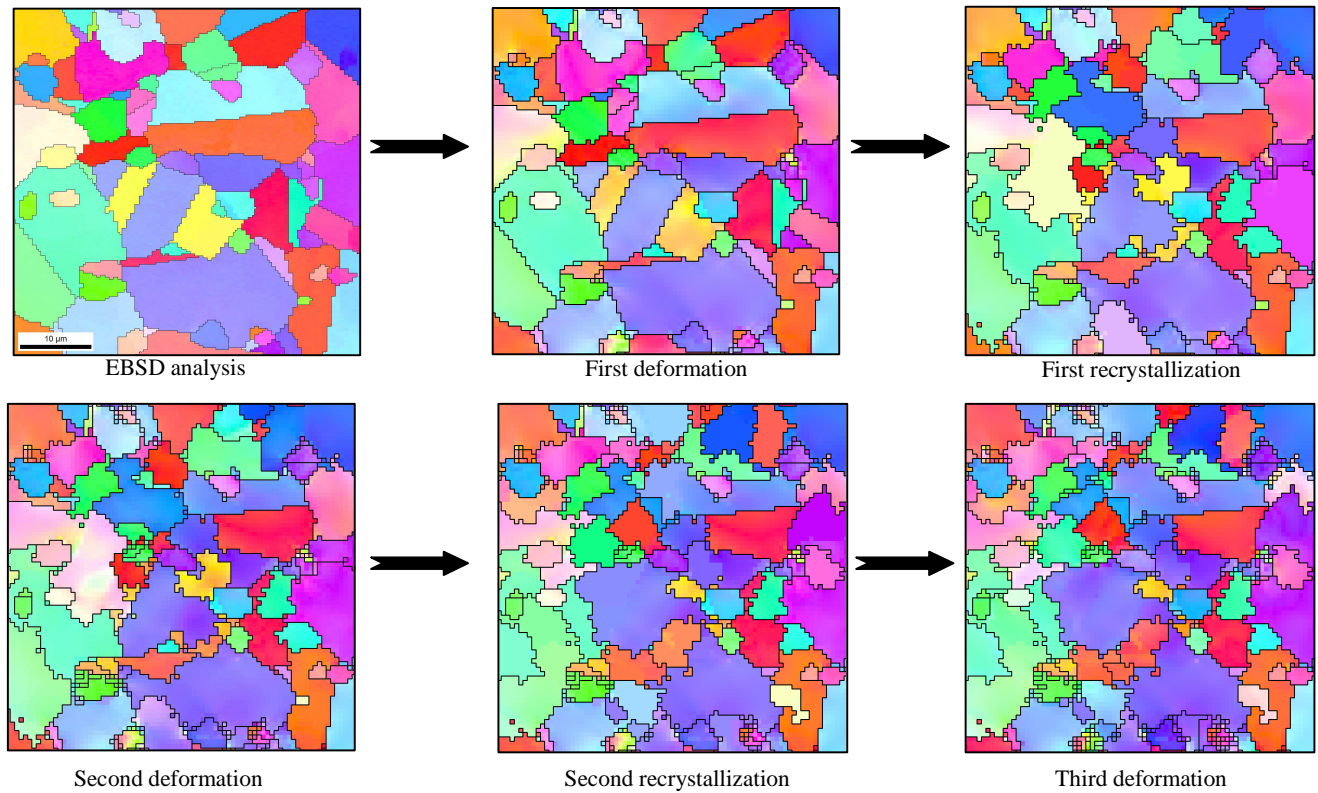 10 µm
EBSD analysis
First deformation
First recrystallization
Second deformation
Second recrystallization
Third deformation